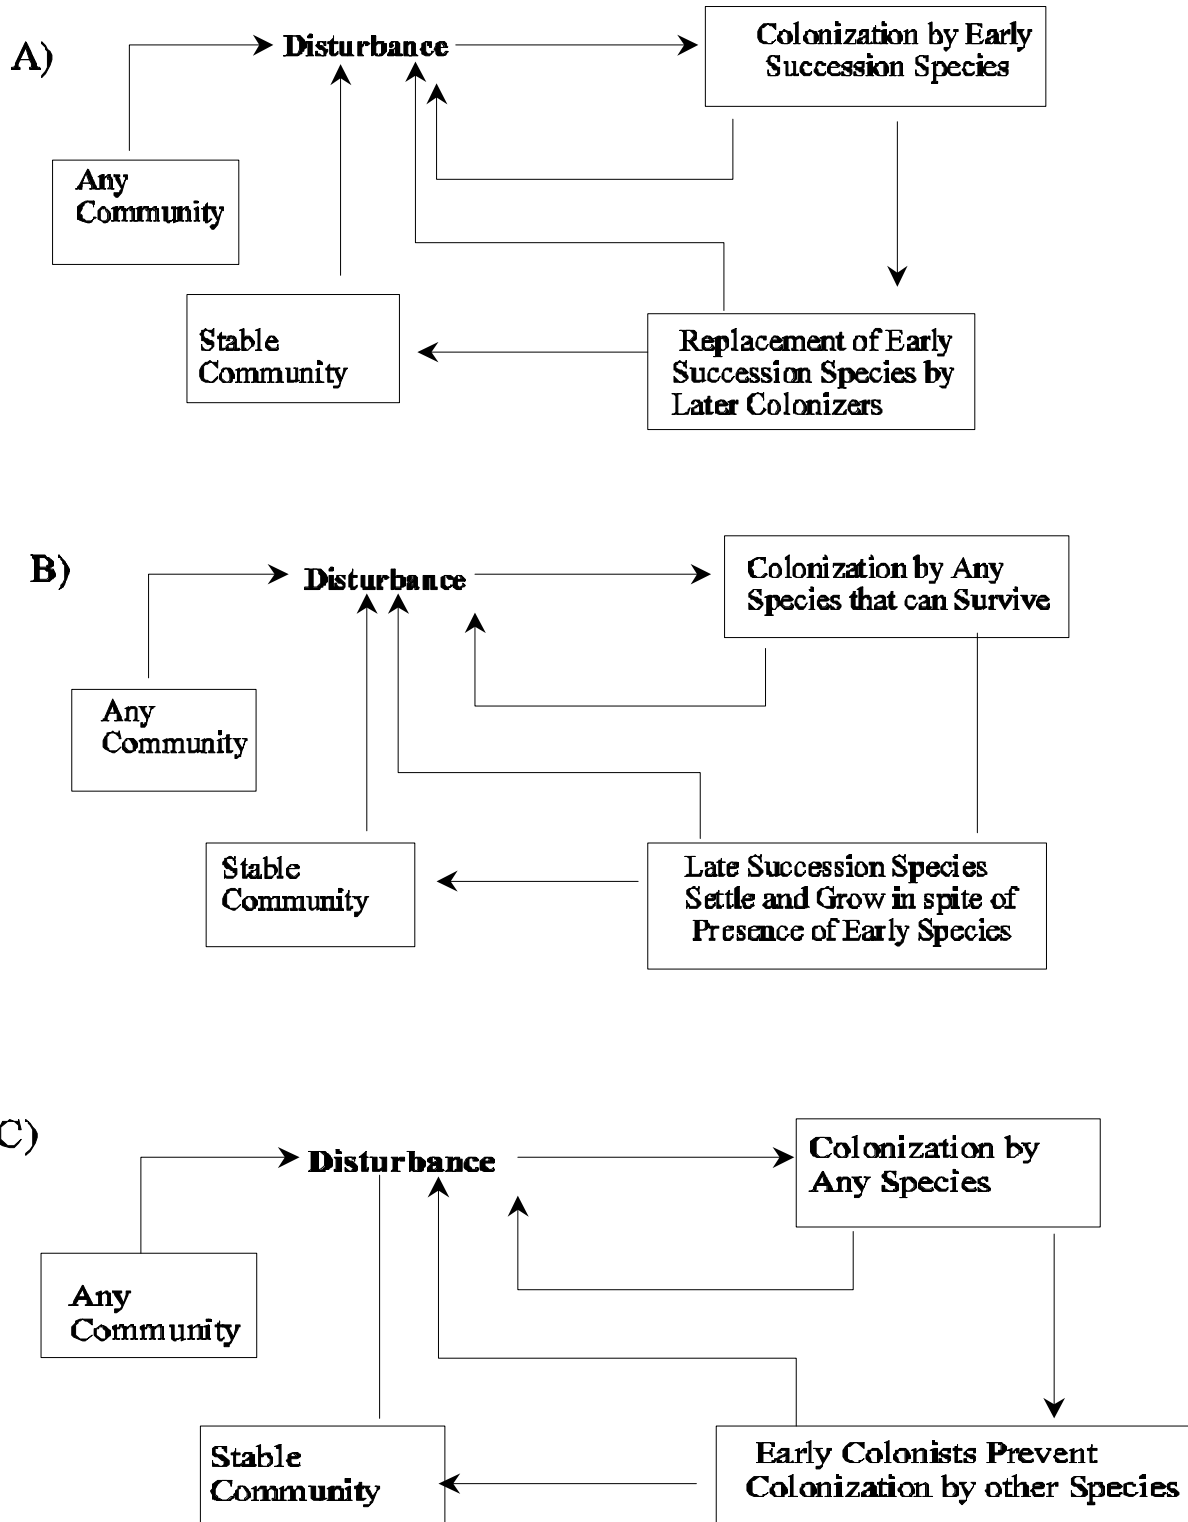 A)
Disturbance
Colonization by Early
Succession Species
Any
Community
Stable
Community
Replacement of Early
Succession Species by
Later Colonizers
B)
Disturbance
Colonization by Any
Species that can Survive
Any
Community
Stable
Community
Late Succession Species
Settle and Grow in spite of
Presence of Early Species
C)
Disturbance
Colonization by
Any Species
Any
Community
Stable
Community
Early Colonists Prevent
Colonization by other Species